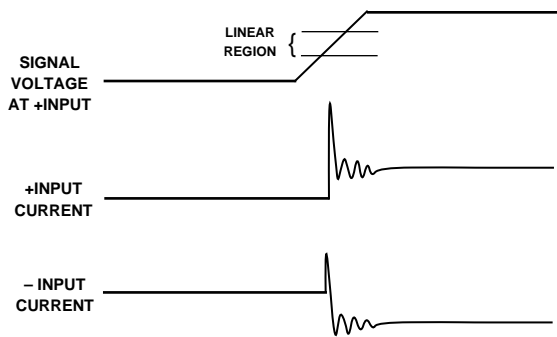 LINEAR
REGION {
SIGNAL
VOLTAGE
AT +INPUT
+INPUT
CURRENT
– INPUT
CURRENT